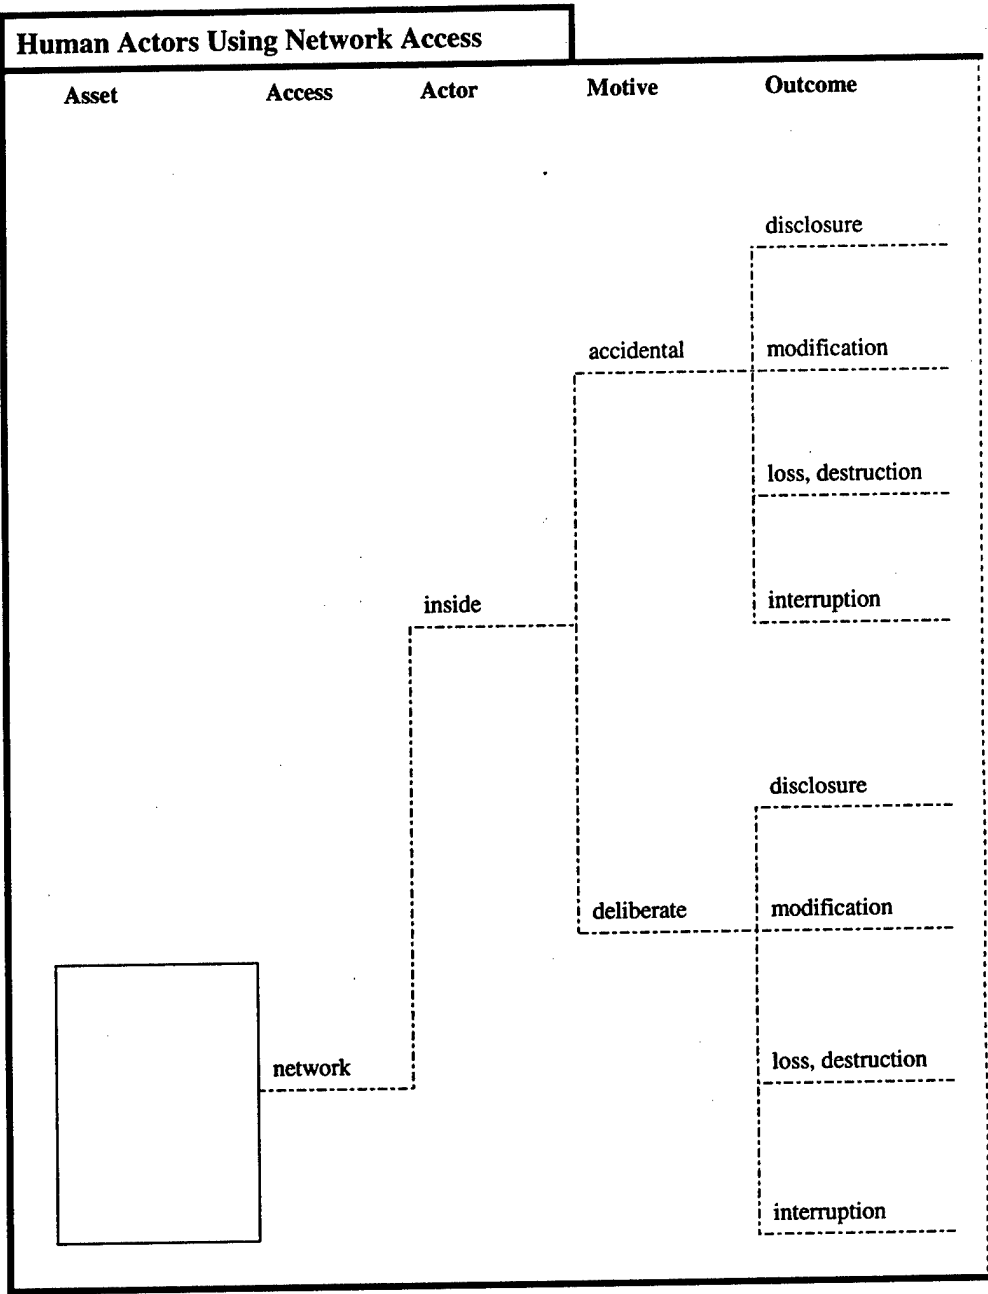 Human Actors Using Network Access
Asset Access Actor Motive Outcome
disclosure
accidental modification
loss, destruction
inside interruption
disclosure
deliberate modification
network loss, destruction
interruption